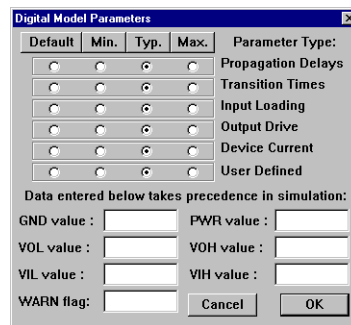 Digital Model Parameters
Default Min. Typ. Max. Parameter Type:
Propagation Delays
Transition Times
Input Loading
Output Drive
Device Current
User Defined
Data entered below takes precedence in simulation:
GND value : PWR value :
VOL value : VOH value :
VIL value : VIH value :
WARN flag: Cancel OK